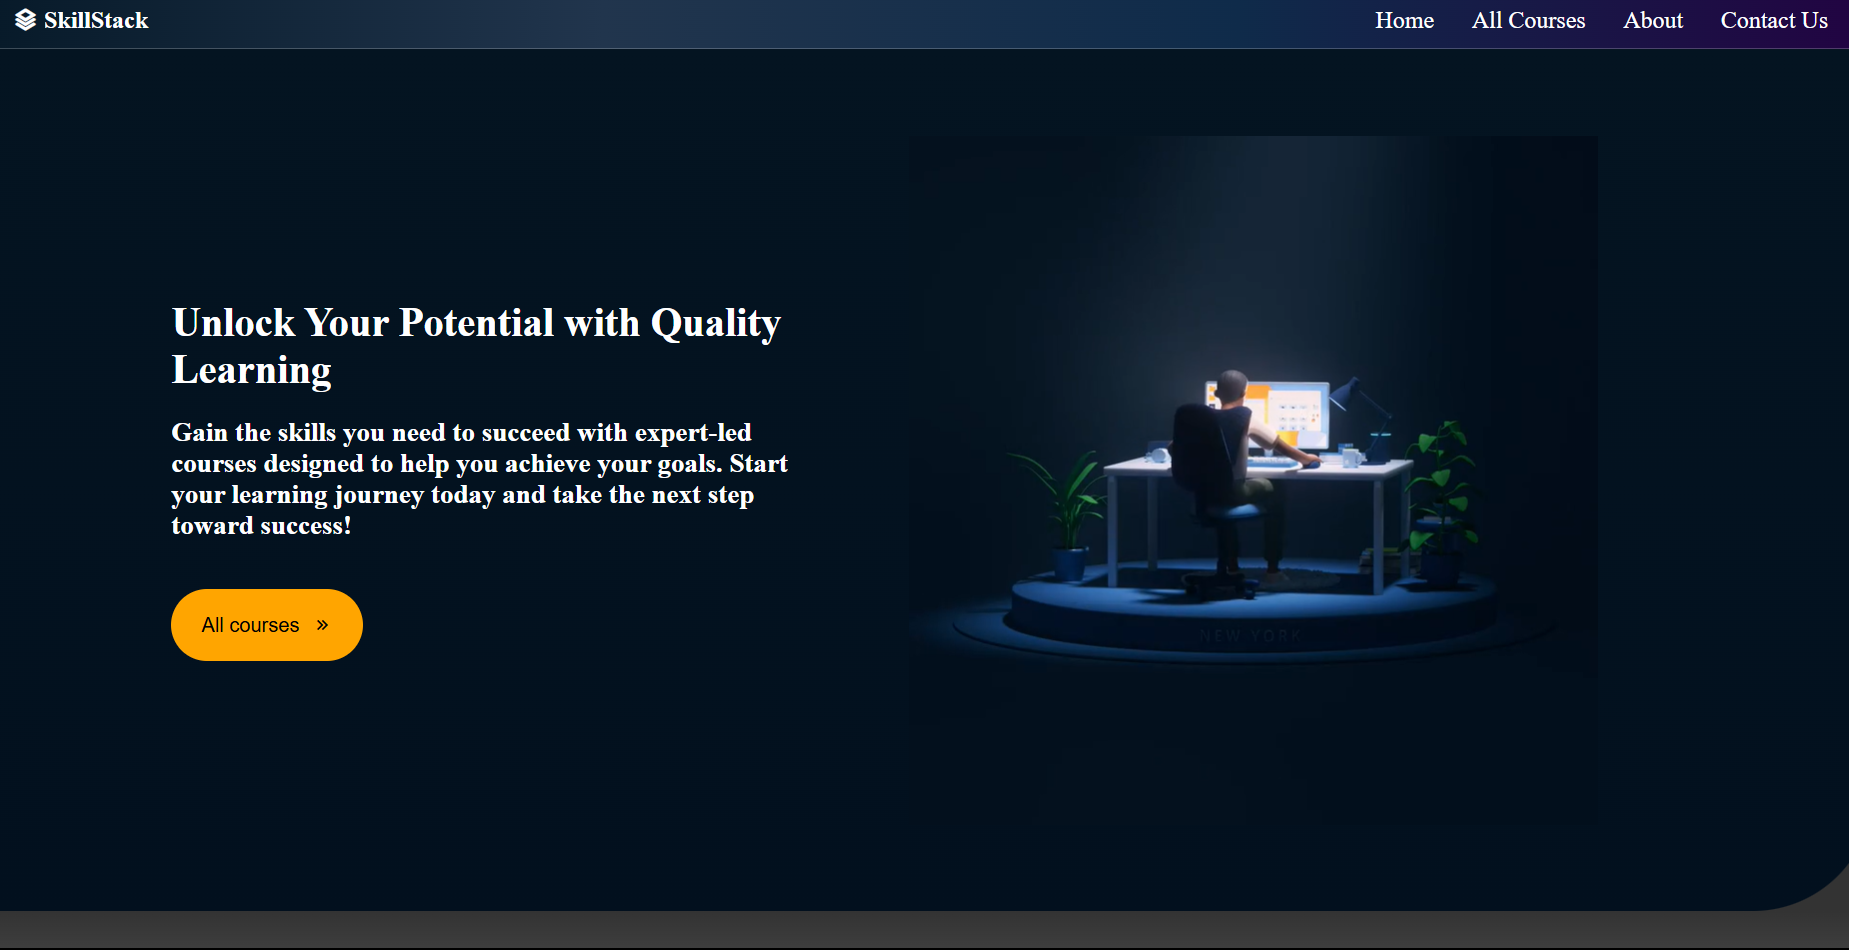 SkillStack
Home
All Courses
About
Contact Us
Unlock Your Potential with Quality
Learning
Gain the skills you need to succeed with expert-led
courses designed to help you achieve your goals. Start
your learning journey today and take the next step
toward success!
All courses »
NEW YORK